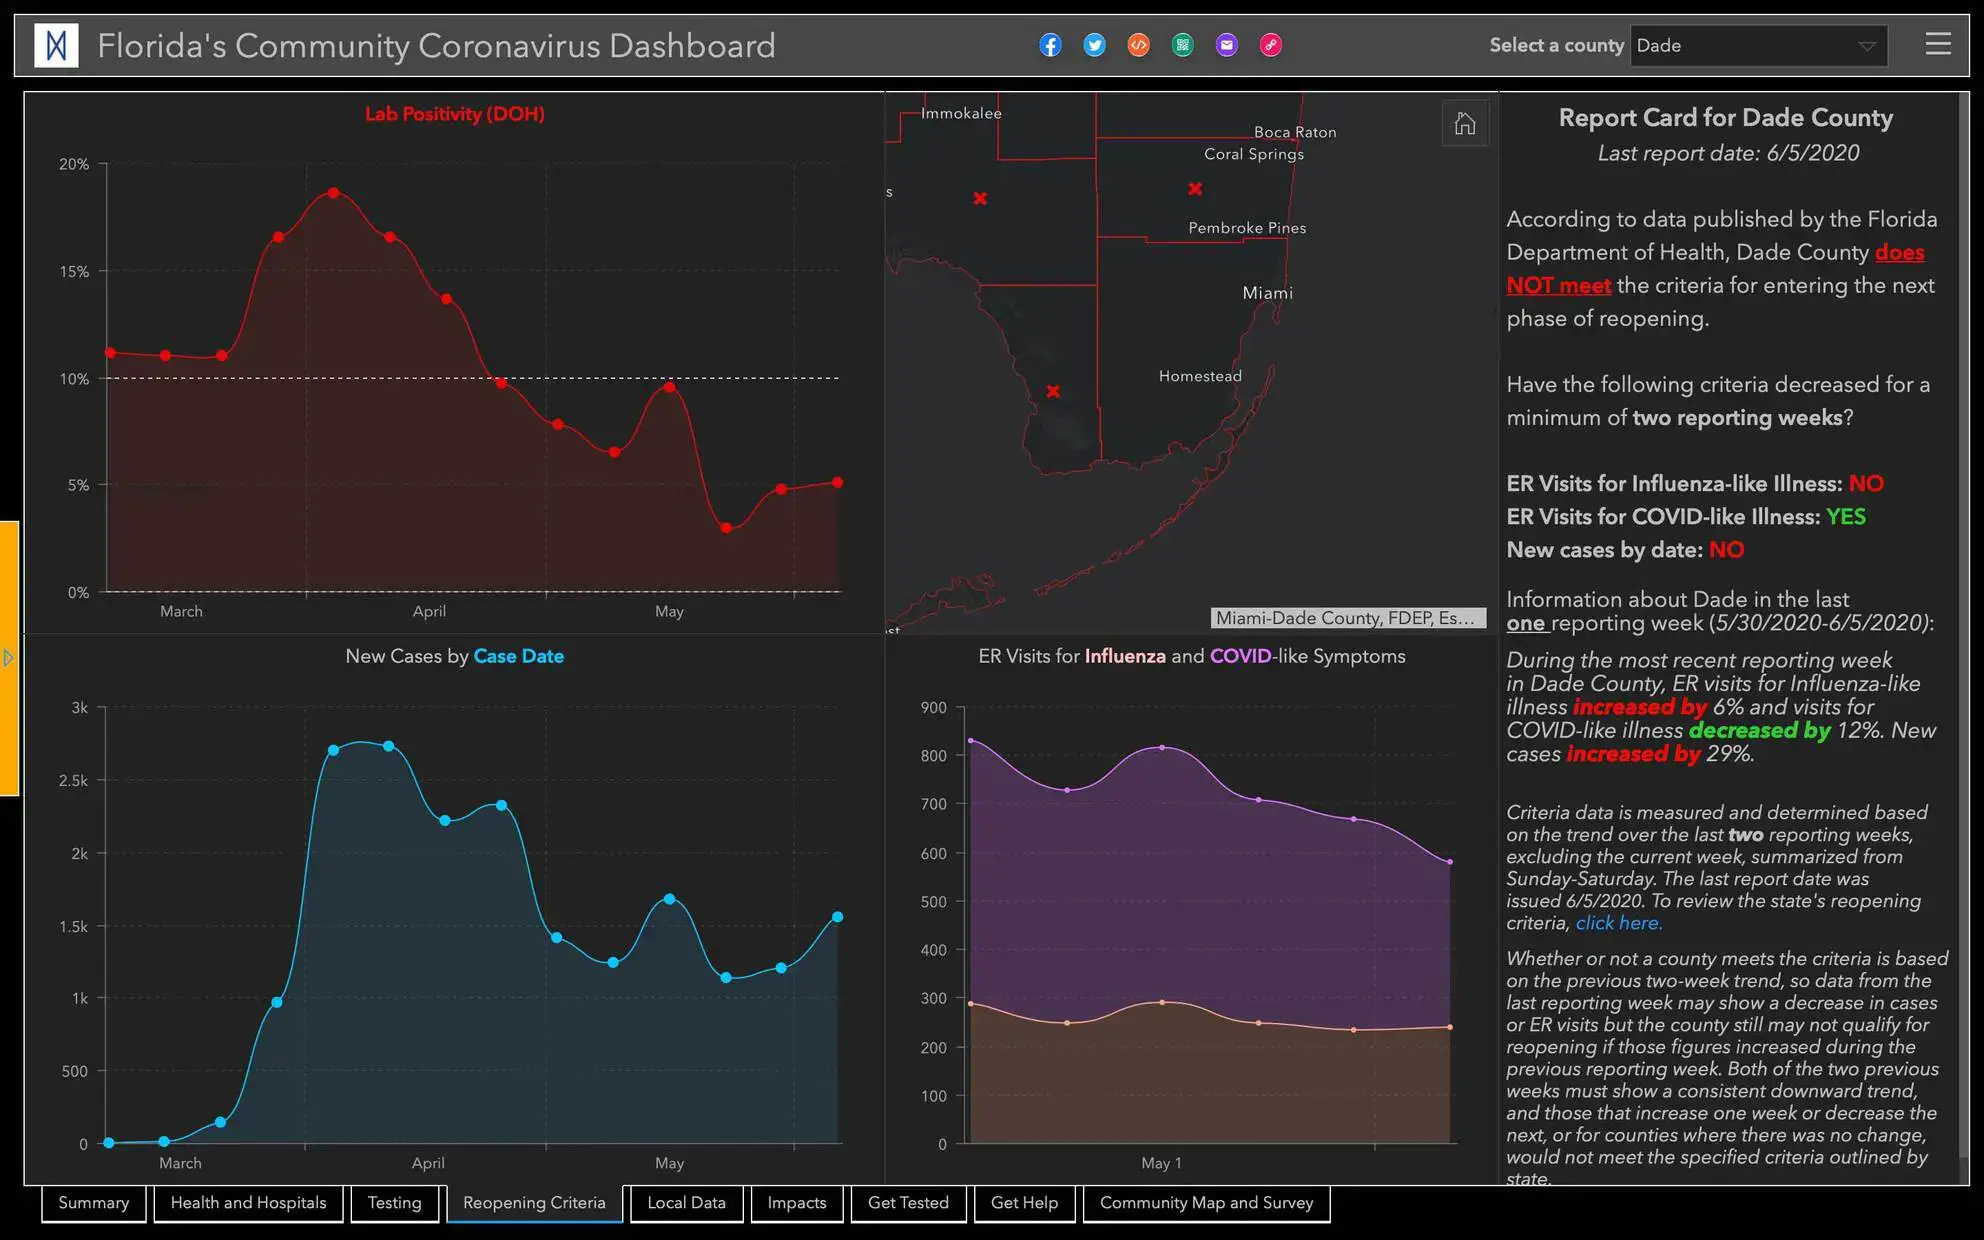 Florida's Community Coronavirus Dashboard
Select a county
Dade
Lab Positivity (DOH)
20%
15%
10%
5%
0%
March
April
May
Immokalee
Boca Raton
Coral Springs
s
Pembroke Pines
Miami
Homestead
st
Miami-Dade County, FDEP, Es...
New Cases by Case Date
3k
2.5k
2k
1.5k
1k
500
0
March
April
May
ER Visits for Influenza and COVID-like Symptoms
900
800
700
600
500
400
300
200
100
0
May 1
Report Card for Dade County
Last report date: 6/5/2020
According to data published by the Florida
Department of Health, Dade County does
NOT meet the criteria for entering the next
phase of reopening.
Have the following criteria decreased for a
minimum of two reporting weeks?
ER Visits for Influenza-like Illness: NO
ER Visits for COVID-like Illness: YES
New cases by date: NO
Information about Dade in the last
one reporting week (5/30/2020-6/5/2020):
During the most recent reporting week
in Dade County, ER visits for Influenza-like
illness increased by 6% and visits for
COVID-like illness decreased by 12%. New
cases increased by 29%.
Criteria data is measured and determined based
on the trend over the last two reporting weeks,
excluding the current week, summarized from
Sunday-Saturday. The last report date was
issued 6/5/2020. To review the state's reopening
criteria, click here.
Whether or not a county meets the criteria is based
on the previous two-week trend, so data from the
last reporting week may show a decrease in cases
or ER visits but the county still may not qualify for
reopening if those figures increased during the
previous reporting week. Both of the two previous
weeks must show a consistent downward trend,
and those that increase one week or decrease the
next, or for counties where there was no change,
would not meet the specified criteria outlined by
state.
Summary
Health and Hospitals
Testing
Reopening Criteria
Local Data
Impacts
Get Tested
Get Help
Community Map and Survey